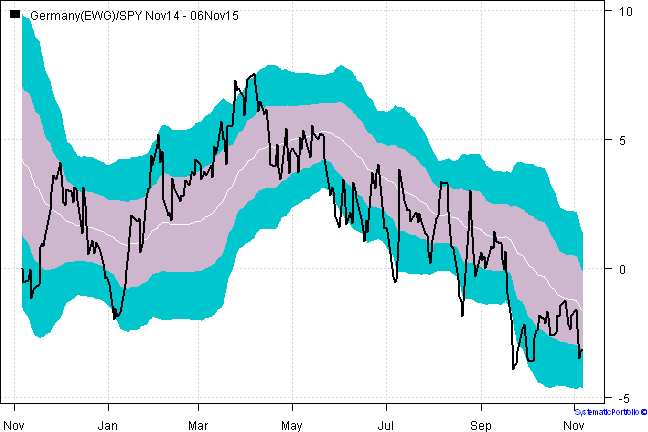 Germany(EWG)/SPY Nov14 - 06Nov15
10
5
0
-5
Nov Jan Mar May Jul Sep Nov
SystematicPortfolio ©